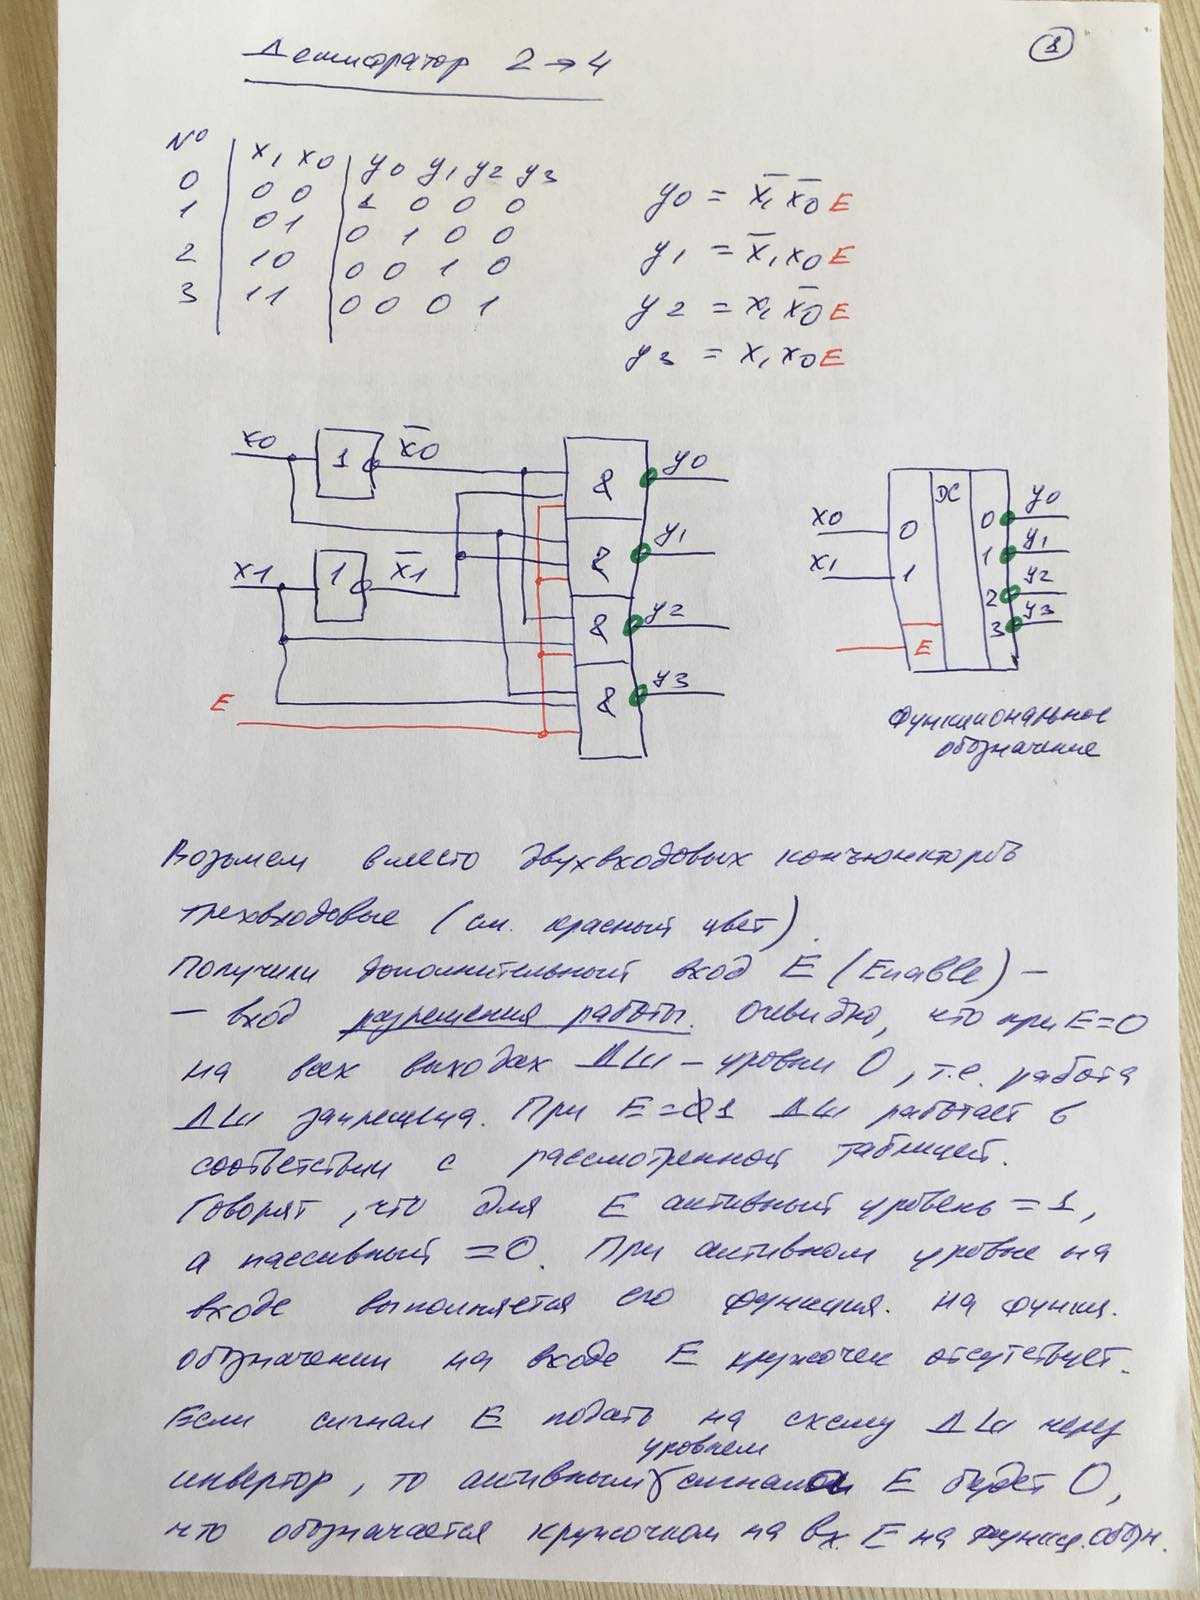 Дешифратор 2→4
1
№ | x1 x0 | y0 y1 y2 y3
0 | 0 0 | 1 0 0 0
1 | 0 1 | 0 1 0 0
2 | 1 0 | 0 0 1 0
3 | 1 1 | 0 0 0 1
y0 = x̅1 x̅0 E
y1 = x̅1 x0 E
y2 = x1 x̅0 E
y3 = x1 x0 E
x0 1 x̅0 & y0
& y1
x1 1 x̅1
& y2
& y3
E
DC
x0 0 0 y0
x1 1 1 y1
2 y2
E 3 y3
Функциональное
обозначение
Возьмем вместо двухвходовых конъюнкторов
трехвходовые (см. красный цвет).
Получили дополнительный вход E (Enable) –
– вход разрешения работы. Очевидно, что при E=0
на всех выходах ДШ – уровни 0, т.е. работа
ДШ запрещена. При E=1 ДШ работает в
соответствии с рассмотренной таблицей.
Говорят, что для E активный уровень =1,
а пассивный =0. При активном уровне на
входе выполняется его функция. На функц.
обозначении на входе E кружочек отсутствует.
Если сигнал E подать на схему ДШ через
инвертор, то активным уровнем сигнала E будет 0,
что обозначается кружочком на вх. E на функц. обозн.